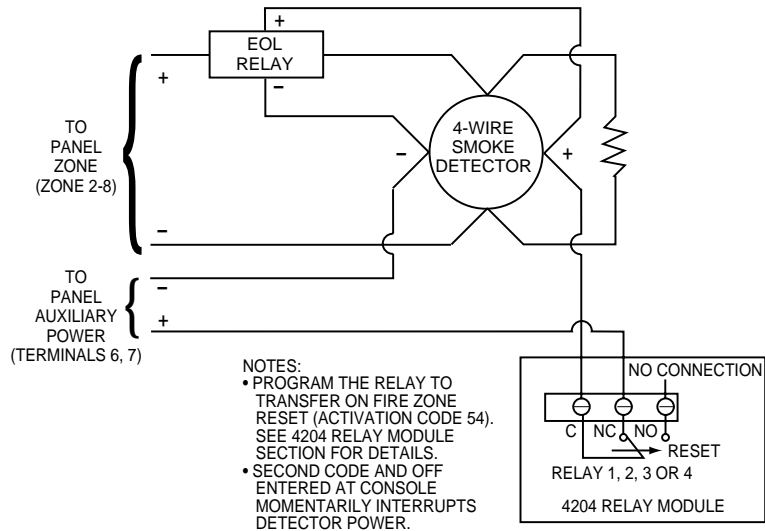 +
EOL
RELAY
+
−
TO
PANEL
ZONE
(ZONE 2-8)
4-WIRE
SMOKE
DETECTOR
−
+
−
TO
PANEL
AUXILIARY
POWER
(TERMINALS 6, 7)
−
+
NOTES:
• PROGRAM THE RELAY TO
TRANSFER ON FIRE ZONE
RESET (ACTIVATION CODE 54).
SEE 4204 RELAY MODULE
SECTION FOR DETAILS.
• SECOND CODE AND OFF
ENTERED AT CONSOLE
MOMENTARILY INTERRUPTS
DETECTOR POWER.
NO CONNECTION
C NC NO
RESET
RELAY 1, 2, 3 OR 4
4204 RELAY MODULE